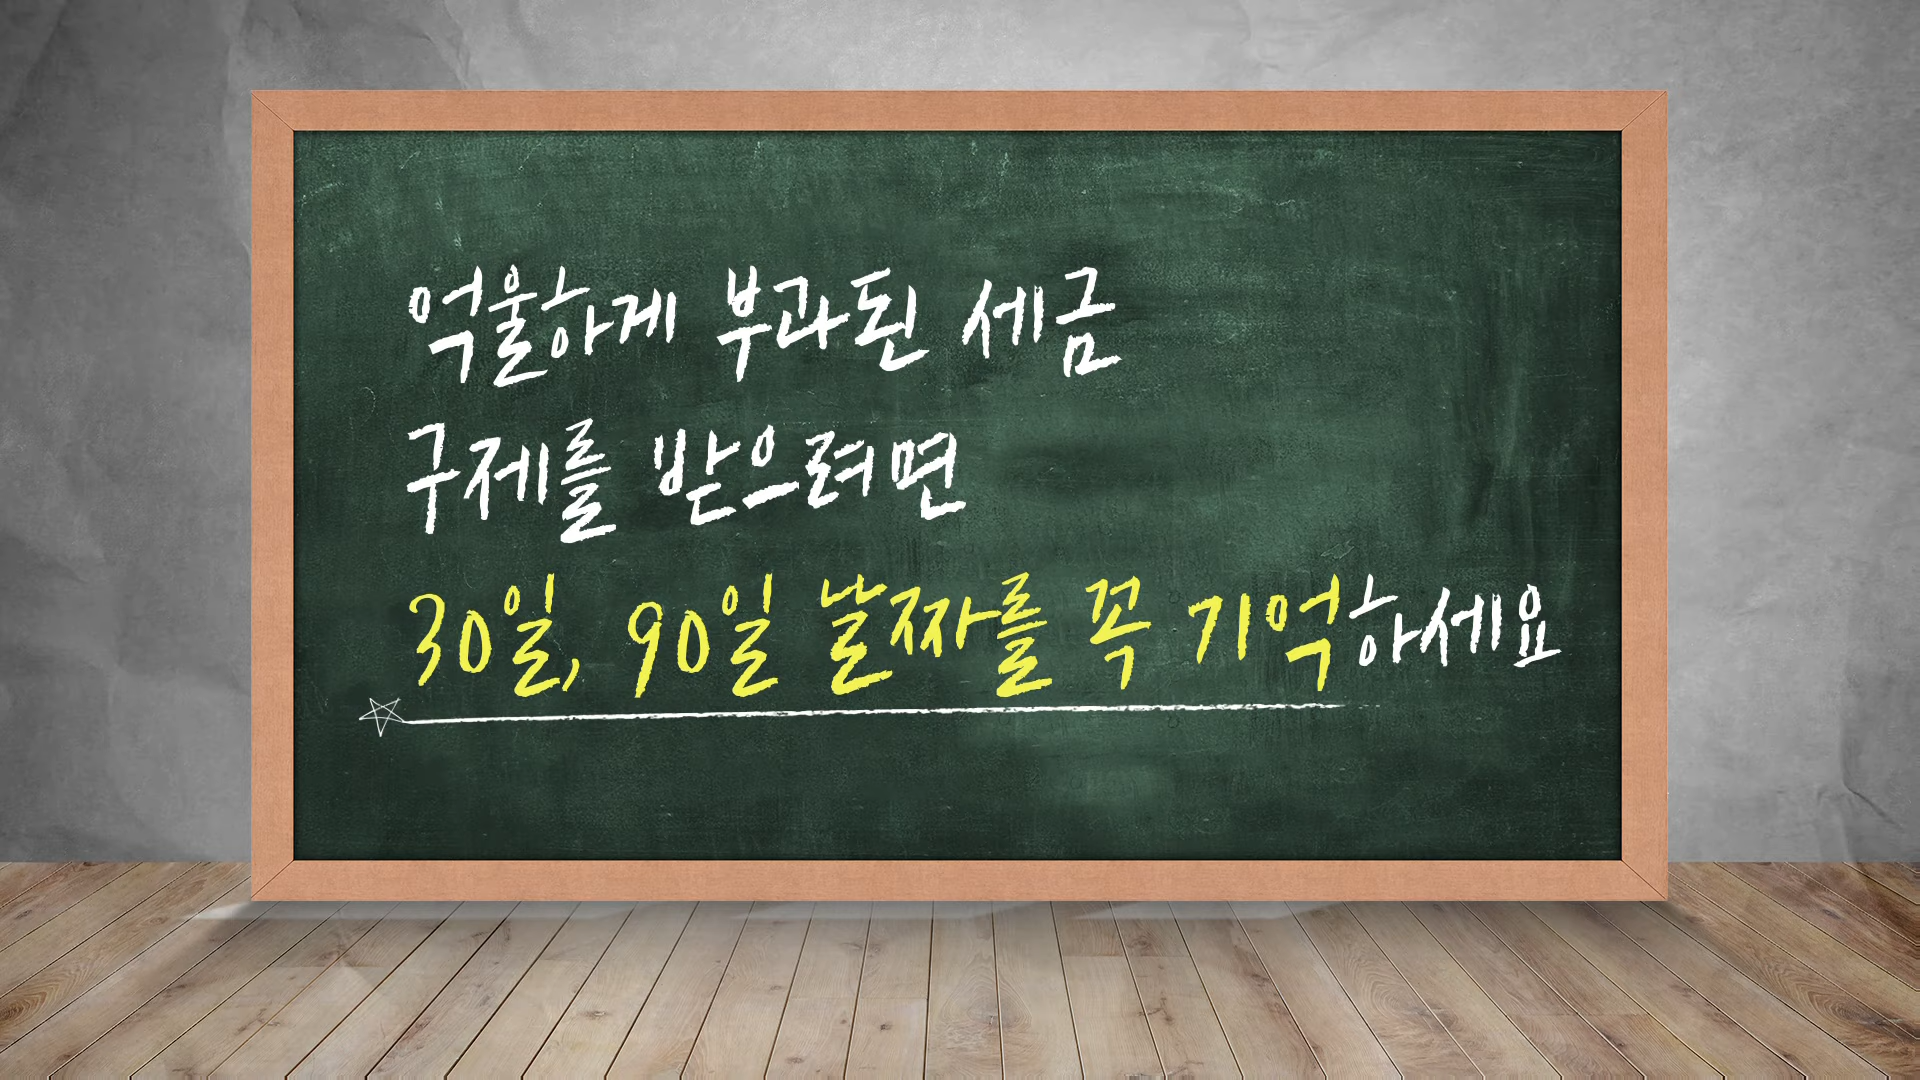 억울하게 부과된 세금
구제를 받으려면
30일, 90일 날짜를 꼭 기억하세요